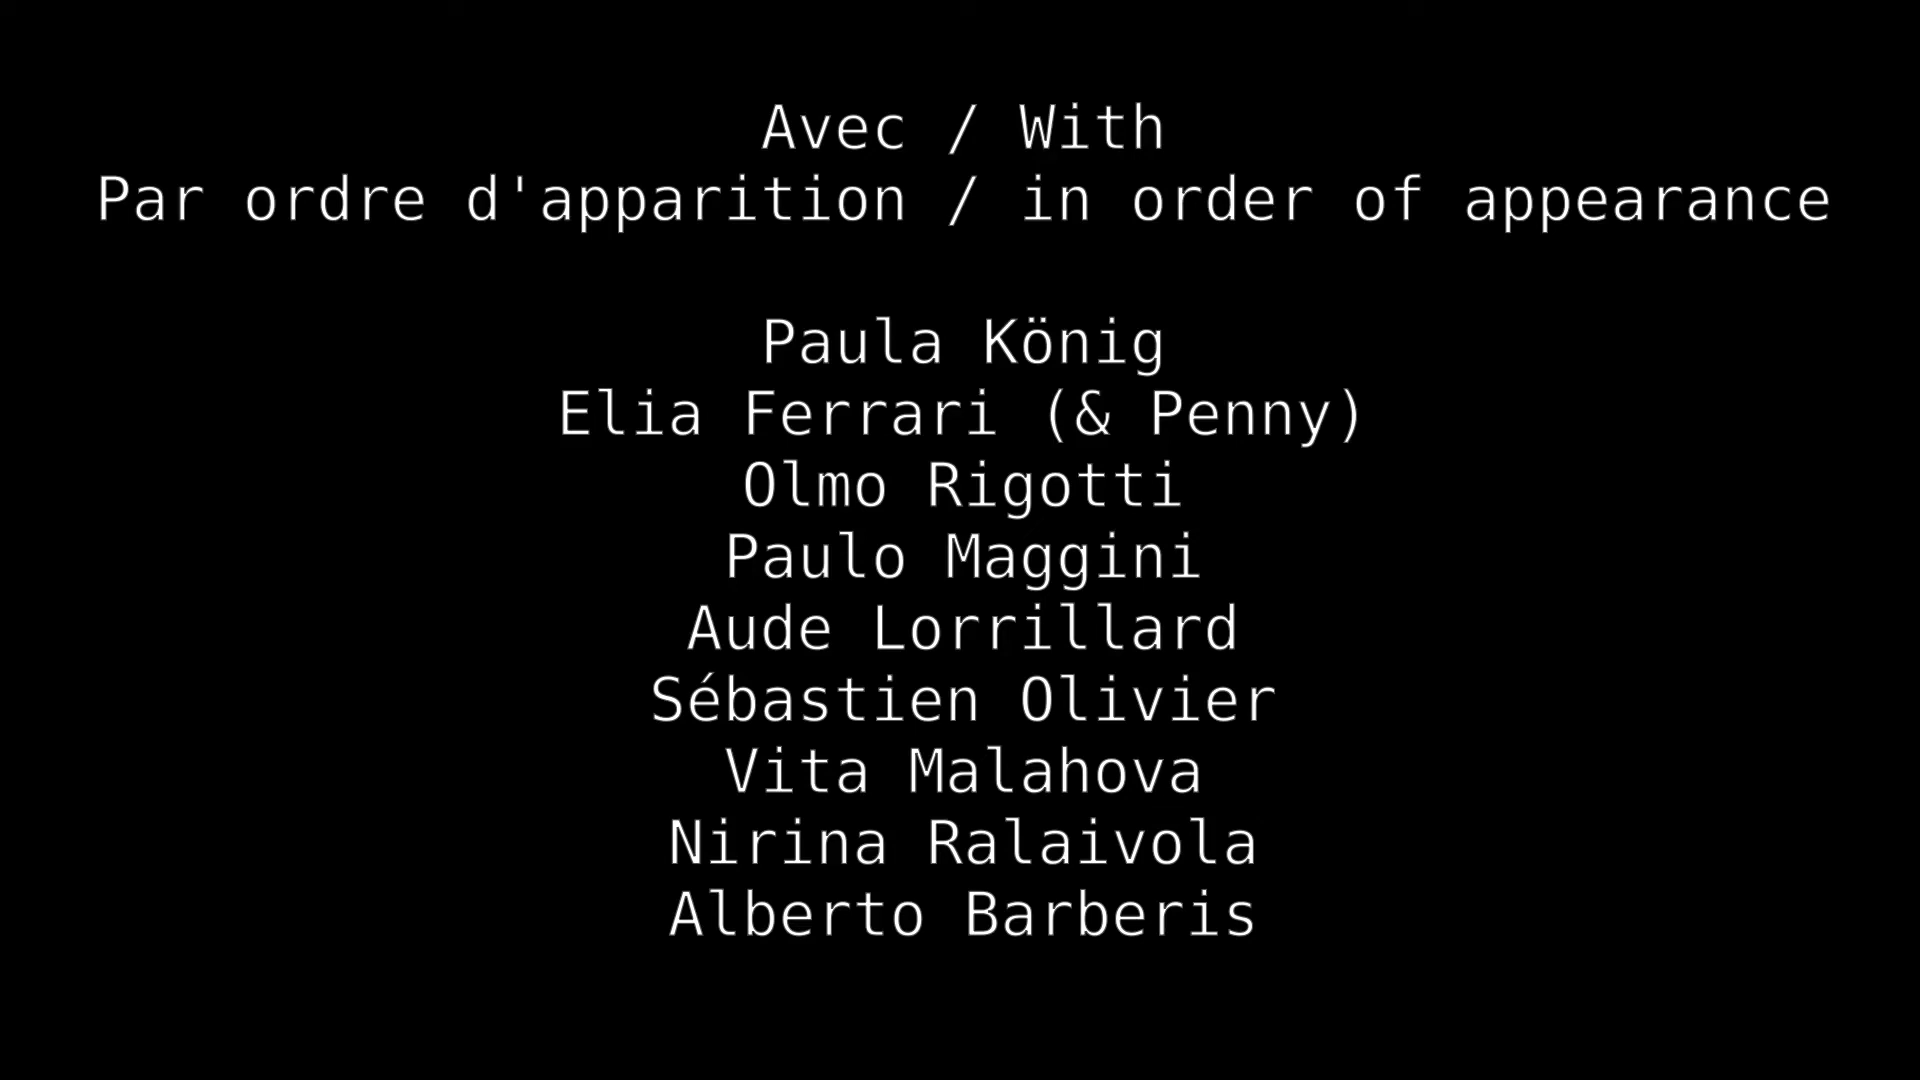 Avec / With
Par ordre d'apparition / in order of appearance
Paula König
Elia Ferrari (& Penny)
Olmo Rigotti
Paulo Maggini
Aude Lorrillard
Sébastien Olivier
Vita Malahova
Nirina Ralaivola
Alberto Barberis